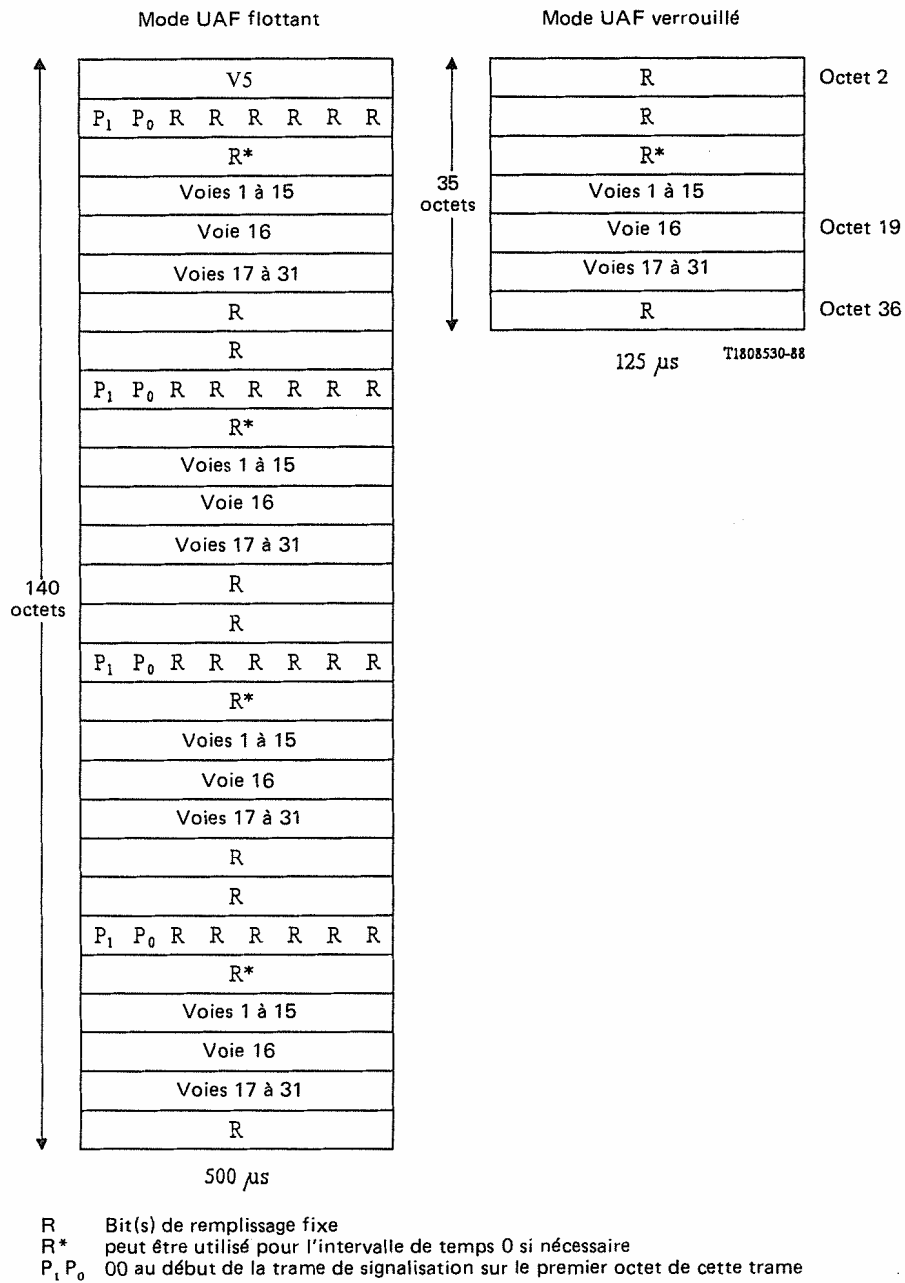 Mode UAF flottant
V5
P₁ P₀ R R R R R R
R*
Voies 1 à 15
Voie 16
Voies 17 à 31
R
R
P₁ P₀ R R R R R R
R*
Voies 1 à 15
Voie 16
Voies 17 à 31
R
R
P₁ P₀ R R R R R R
R*
Voies 1 à 15
Voie 16
Voies 17 à 31
R
R
P₁ P₀ R R R R R R
R*
Voies 1 à 15
Voie 16
Voies 17 à 31
R
140
octets
500 µs
Mode UAF verrouillé
R Octet 2
R
R*
Voies 1 à 15
Voie 16 Octet 19
Voies 17 à 31
R Octet 36
35
octets
125 µs
T1808530-88
R Bit(s) de remplissage fixe
R* peut être utilisé pour l'intervalle de temps 0 si nécessaire
P₁ P₀ 00 au début de la trame de signalisation sur le premier octet de cette trame